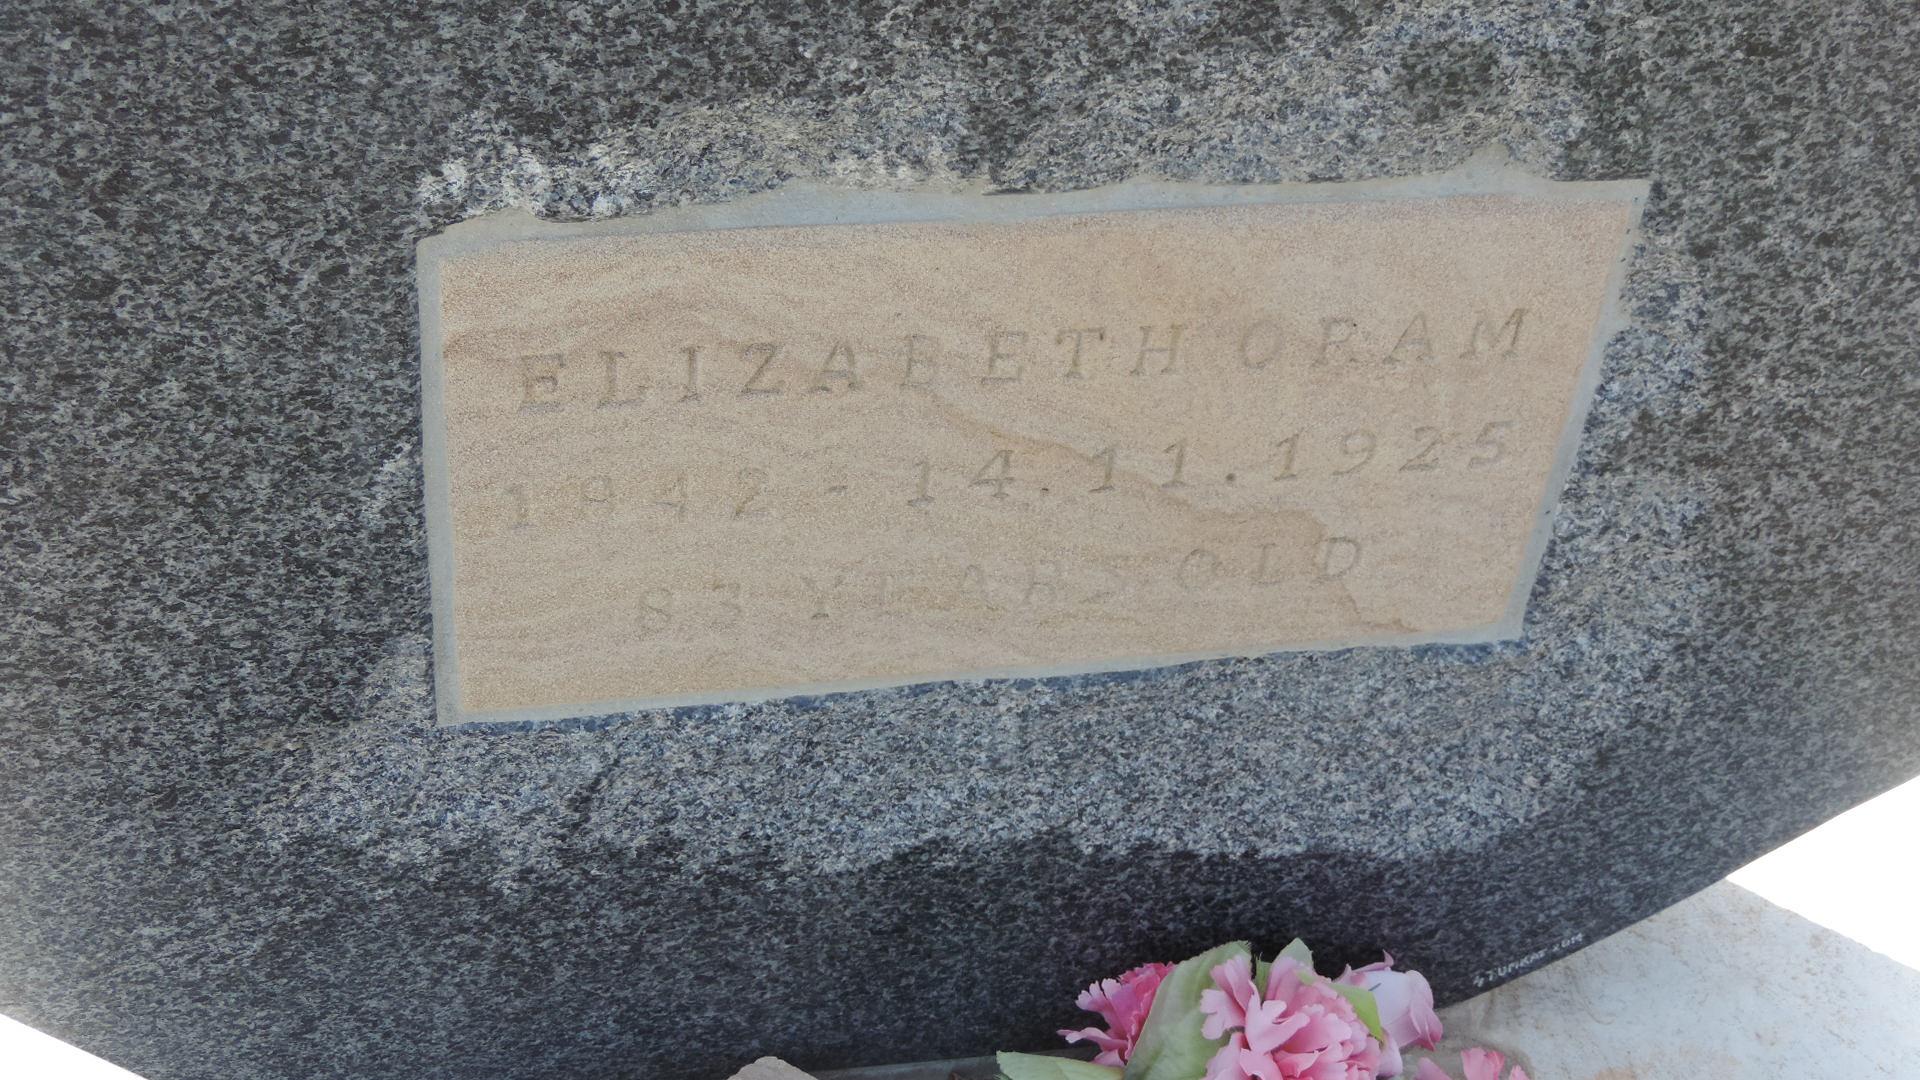 ELIZABETH ORAM
1842 - 14.11.1925
83 YEARS OLD